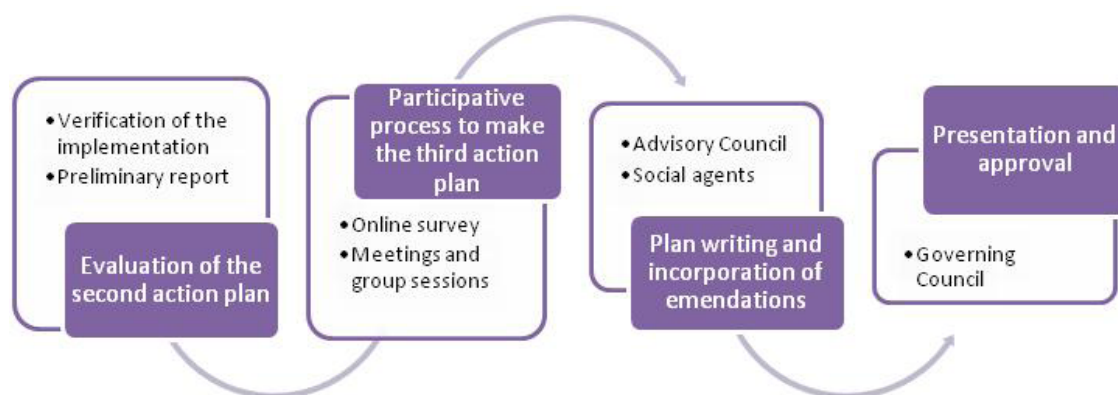 • Verification of the
implementation
• Preliminary report
Evaluation of the
second action plan
Participative
process to make
the third action
plan
• Online survey
• Meetings and
group sessions
• Advisory Council
• Social agents
Plan writing and
incorporation of
emendations
Presentation and
approval
• Governing
Council